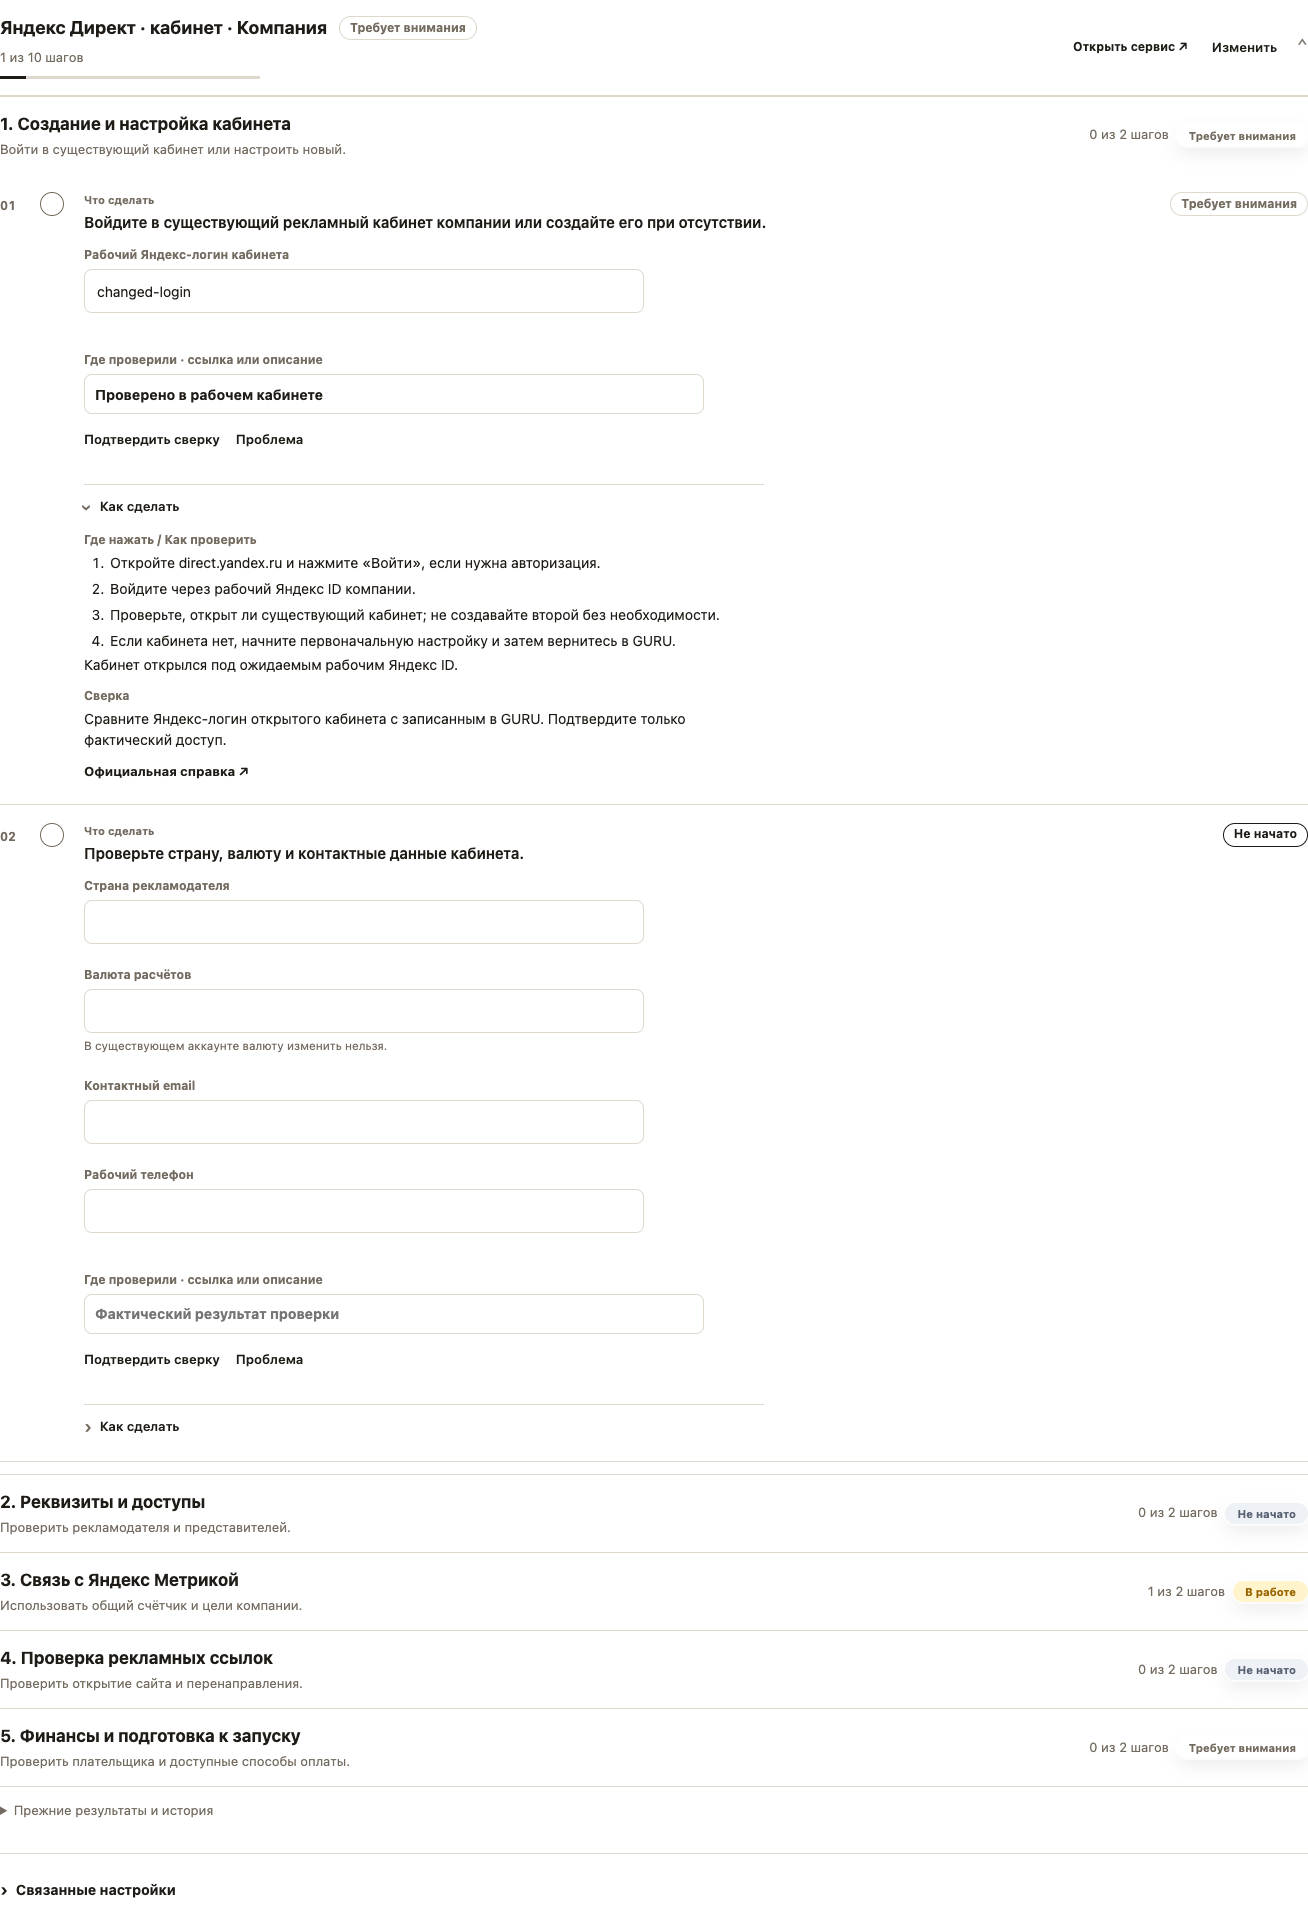 Яндекс Директ · кабинет · Компания
Требует внимания
1 из 10 шагов
Открыть сервис ↗
Изменить
1. Создание и настройка кабинета
Войти в существующий кабинет или настроить новый.
0 из 2 шагов
Требует внимания
01
Что сделать
Войдите в существующий рекламный кабинет компании или создайте его при отсутствии.
Требует внимания
Рабочий Яндекс-логин кабинета
changed-login
Где проверили · ссылка или описание
Проверено в рабочем кабинете
Подтвердить сверку
Проблема
Как сделать
Где нажать / Как проверить
1. Откройте direct.yandex.ru и нажмите «Войти», если нужна авторизация.
2. Войдите через рабочий Яндекс ID компании.
3. Проверьте, открыт ли существующий кабинет; не создавайте второй без необходимости.
4. Если кабинета нет, начните первоначальную настройку и затем вернитесь в GURU.
Кабинет открылся под ожидаемым рабочим Яндекс ID.
Сверка
Сравните Яндекс-логин открытого кабинета с записанным в GURU. Подтвердите только
фактический доступ.
Официальная справка ↗
02
Что сделать
Проверьте страну, валюту и контактные данные кабинета.
Не начато
Страна рекламодателя
Валюта расчётов
В существующем аккаунте валюту изменить нельзя.
Контактный email
Рабочий телефон
Где проверили · ссылка или описание
Фактический результат проверки
Подтвердить сверку
Проблема
Как сделать
2. Реквизиты и доступы
Проверить рекламодателя и представителей.
0 из 2 шагов
Не начато
3. Связь с Яндекс Метрикой
Использовать общий счётчик и цели компании.
1 из 2 шагов
В работе
4. Проверка рекламных ссылок
Проверить открытие сайта и перенаправления.
0 из 2 шагов
Не начато
5. Финансы и подготовка к запуску
Проверить плательщика и доступные способы оплаты.
0 из 2 шагов
Требует внимания
Прежние результаты и история
Связанные настройки